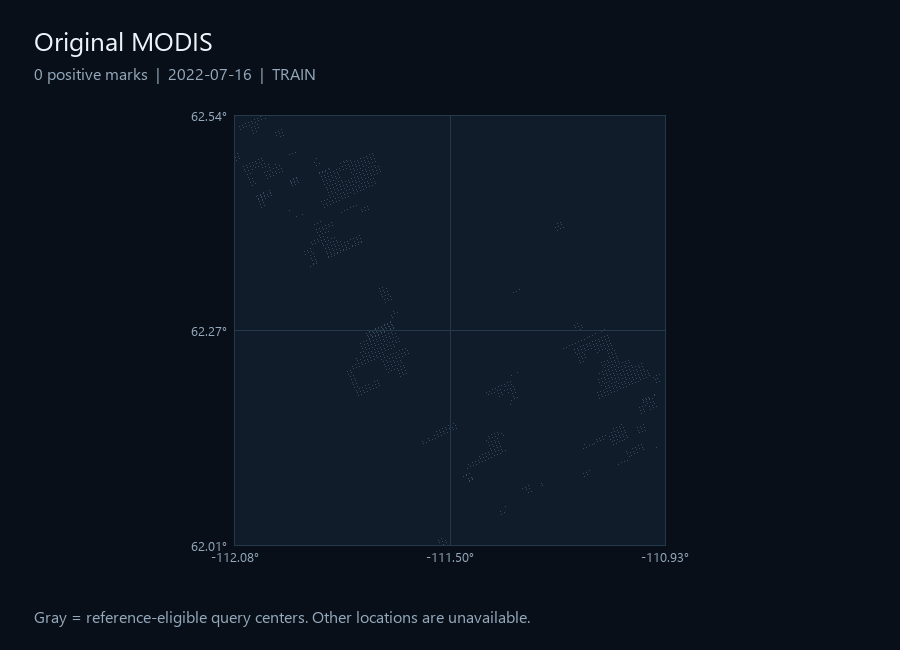 Original MODIS
0 positive marks | 2022-07-16 | TRAIN
62.54°
62.27°
62.01°
-112.08° -111.50° -110.93°
Gray = reference-eligible query centers. Other locations are unavailable.